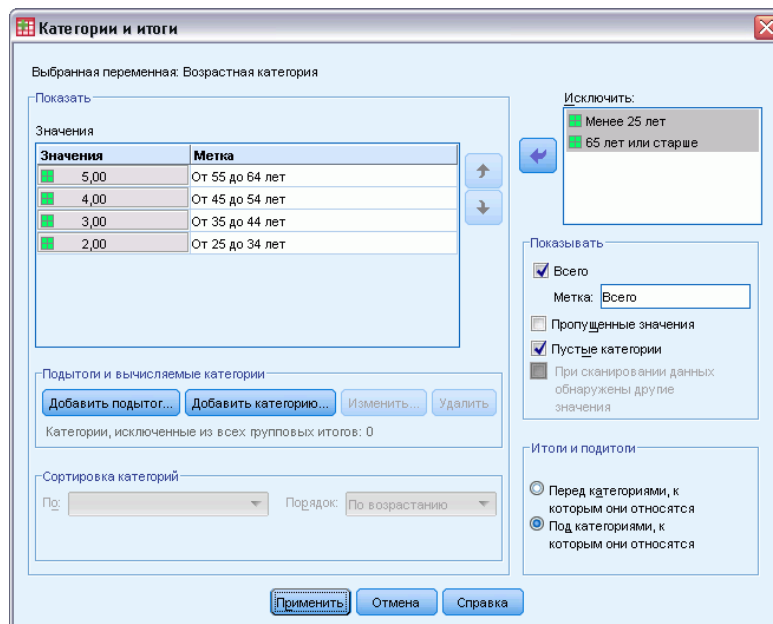 Категории и итоги
Выбранная переменная: Возрастная категория
Показать
Значения
Значения Метка
5,00 От 55 до 64 лет
4,00 От 45 до 54 лет
3,00 От 35 до 44 лет
2,00 От 25 до 34 лет
Подытоги и вычисляемые категории
Добавить подытог... Добавить категорию... Изменить... Удалить
Категории, исключенные из всех групповых итогов: 0
Сортировка категорий
По: Порядок: По возрастанию
Исключить:
Менее 25 лет
65 лет или старше
Показывать
Всего
Метка: Всего
Пропущенные значения
Пустые категории
При сканировании данных
обнаружены другие
значения
Итоги и подитоги
Перед категориями, к
которым они относятся
Под категориями, к
которым они относятся
Применить Отмена Справка